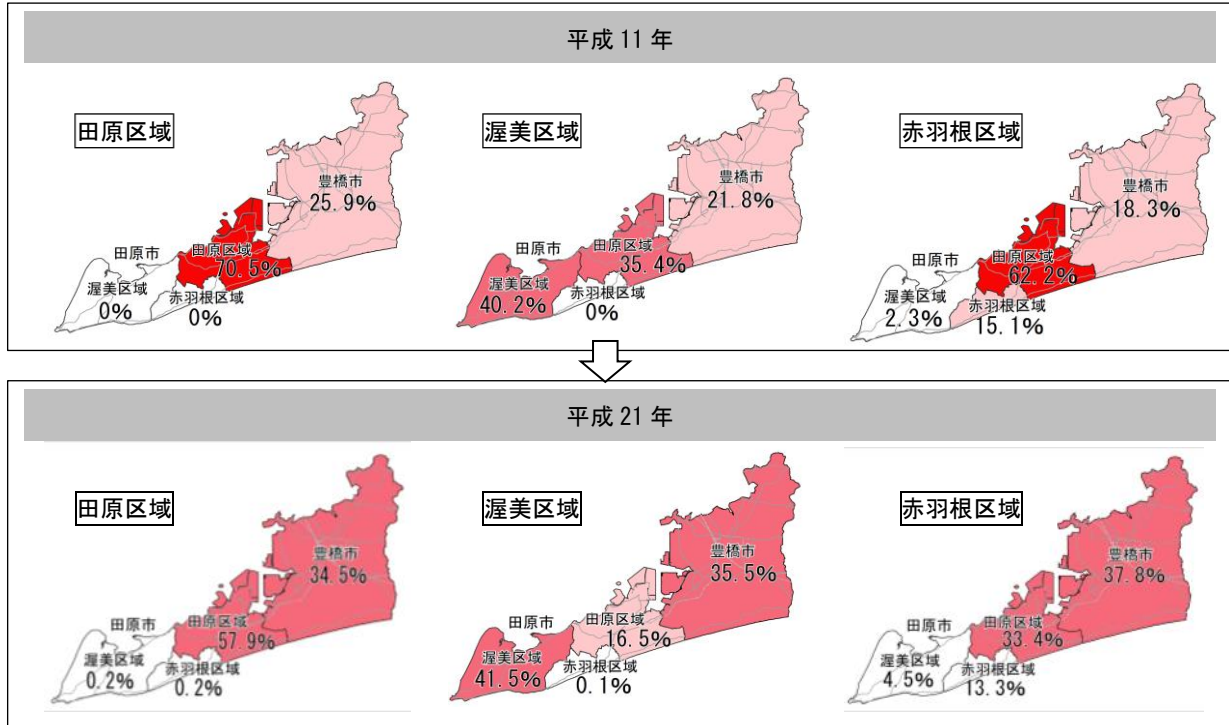 平成 11 年
田原区域
豊橋市
25.9%
田原市
田原区域
70.5%
渥美区域
0%
赤羽根区域
0%
渥美区域
豊橋市
21.8%
田原市
田原区域
35.4%
渥美区域
40.2%
赤羽根区域
0%
赤羽根区域
豊橋市
18.3%
田原市
田原区域
62.2%
渥美区域
2.3%
赤羽根区域
15.1%
平成 21 年
田原区域
豊橋市
34.5%
田原市
田原区域
57.9%
渥美区域
0.2%
赤羽根区域
0.2%
渥美区域
豊橋市
35.5%
田原市
田原区域
16.5%
渥美区域
41.5%
赤羽根区域
0.1%
赤羽根区域
豊橋市
37.8%
田原市
田原区域
33.4%
渥美区域
4.5%
赤羽根区域
13.3%